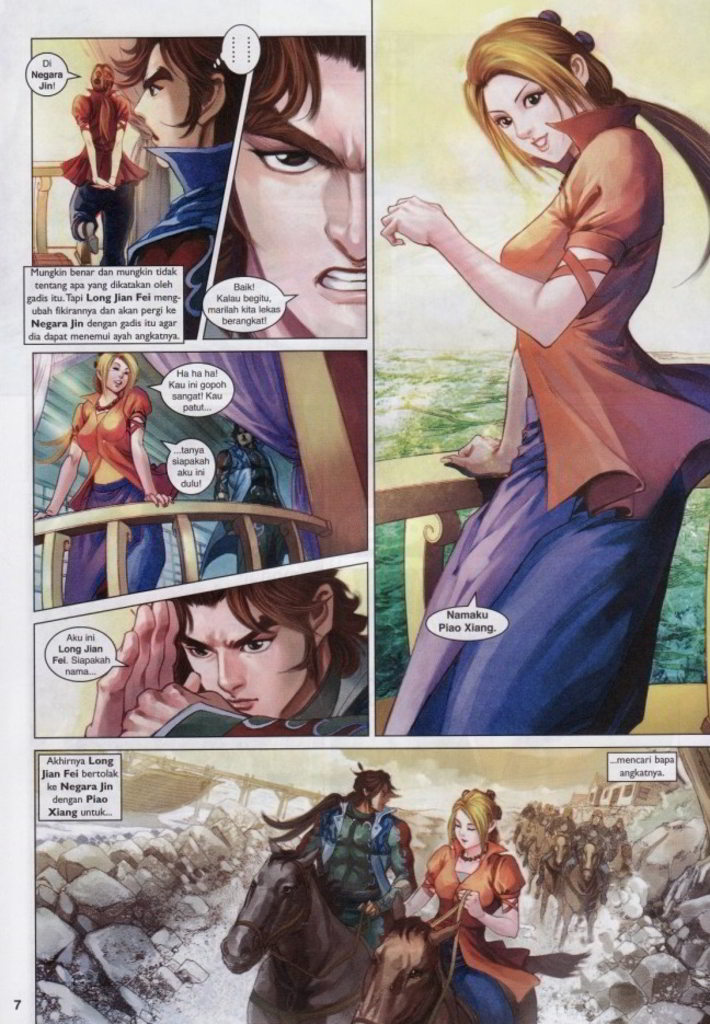 Di
Negara
Jin!
Mungkin benar dan mungkin tidak
tentang apa yang dikatakan oleh
gadis itu. Tapi Long Jian Fei meng-
ubah fikirannya dan akan pergi ke
Negara Jin dengan gadis itu agar
dia dapat menemui ayah angkatnya.
Baik!
Kalau begitu,
marilah kita lekas
berangkat!
Ha ha ha!
Kau ini gopoh
sangat! Kau
patut...
...tanya
siapakah
aku ini
dulu!
Aku ini
Long Jian
Fei. Siapakah
nama...
Namaku
Piao Xiang.
Akhirnya Long
Jian Fei bertolak
ke Negara Jin
dengan Piao
Xiang untuk...
...mencari bapa
angkatnya.
7